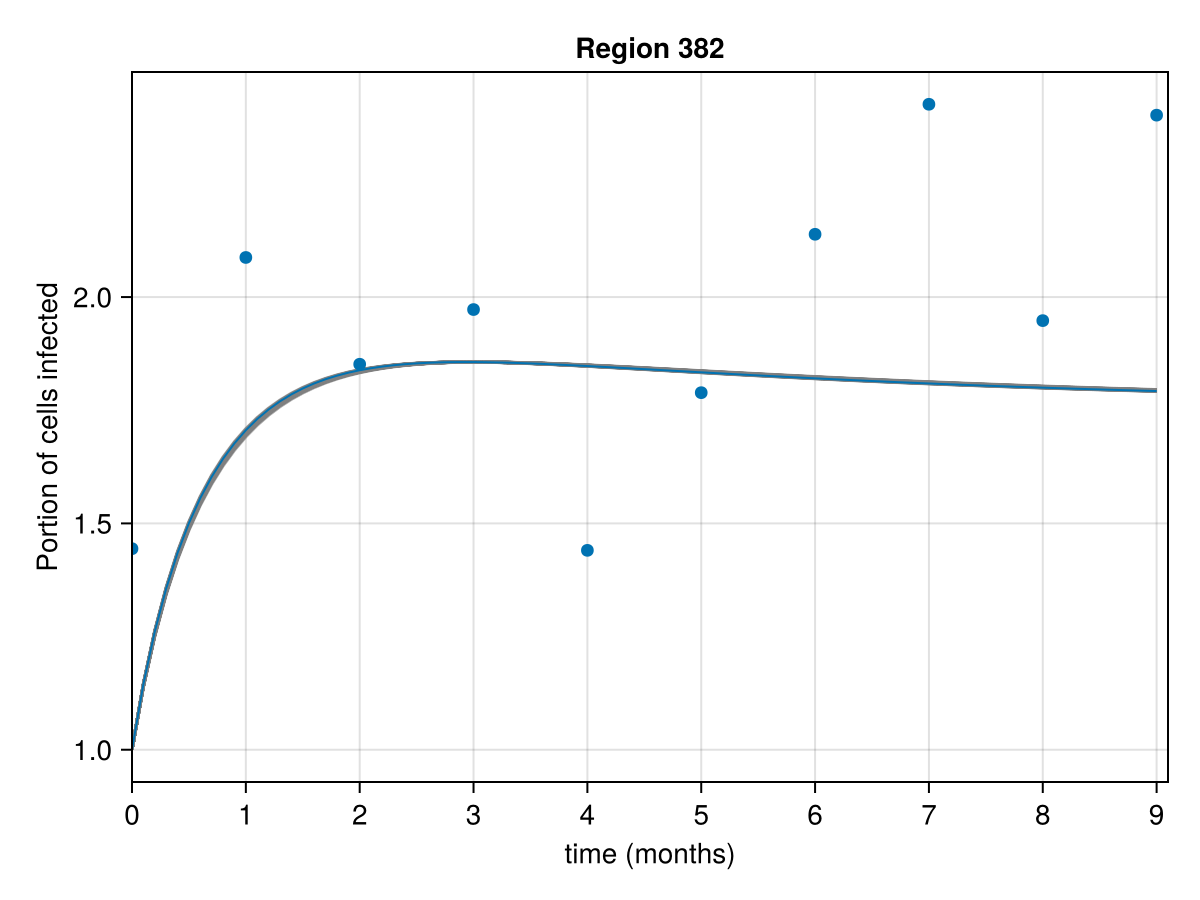 Region 382
Portion of cells infected
2.0
1.5
1.0
0 1 2 3 4 5 6 7 8 9
time (months)